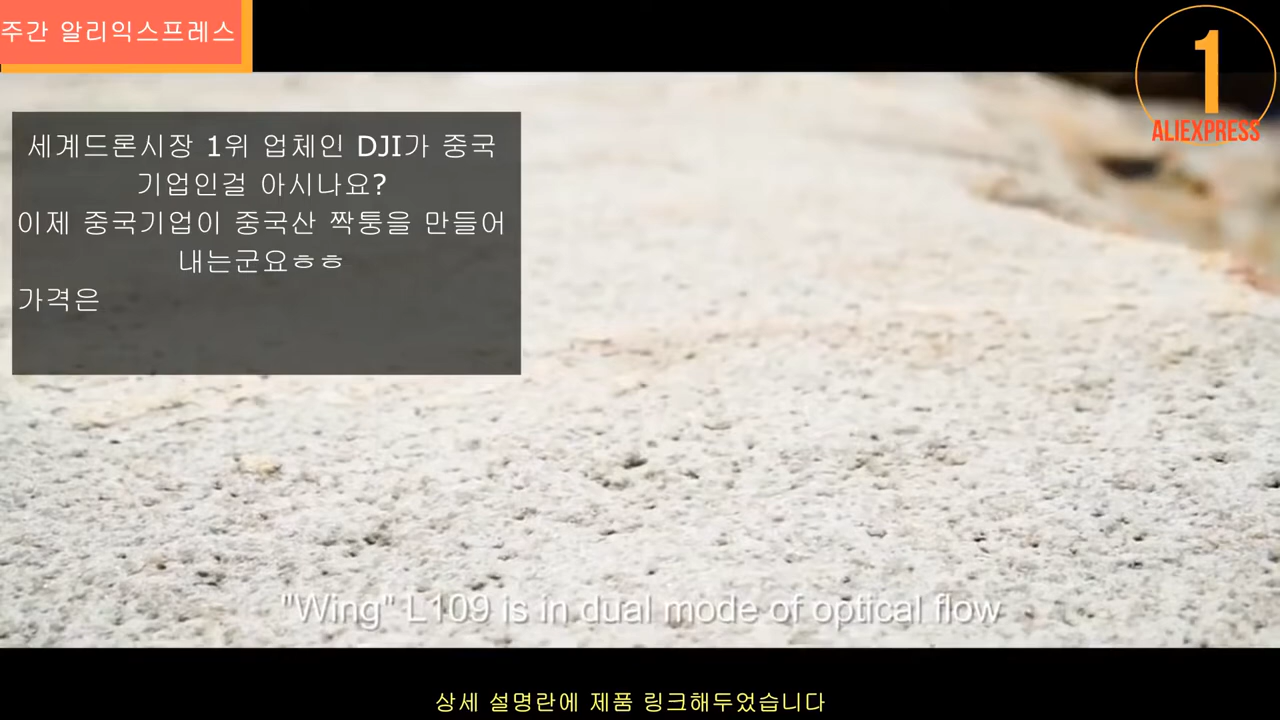 주간 알리익스프레스
1
ALIEXPRESS
세계드론시장 1위 업체인 DJI가 중국
기업인걸 아시나요?
이제 중국기업이 중국산 짝퉁을 만들어
내는군요ㅎㅎ
가격은
"Wing" L109 is in dual mode of optical flow
상세 설명란에 제품 링크해두었습니다